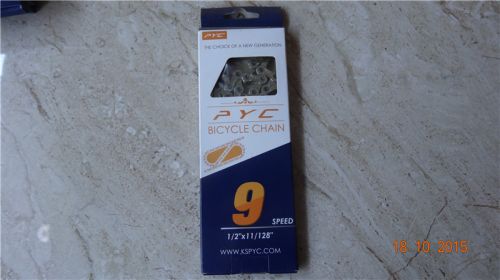 PYC
THE CHOICE OF A NEW GENERATION
PYC
BICYCLE CHAIN
9
SPEED
1/2"x11/128"
WWW.KSPYC.COM
18 10 2015